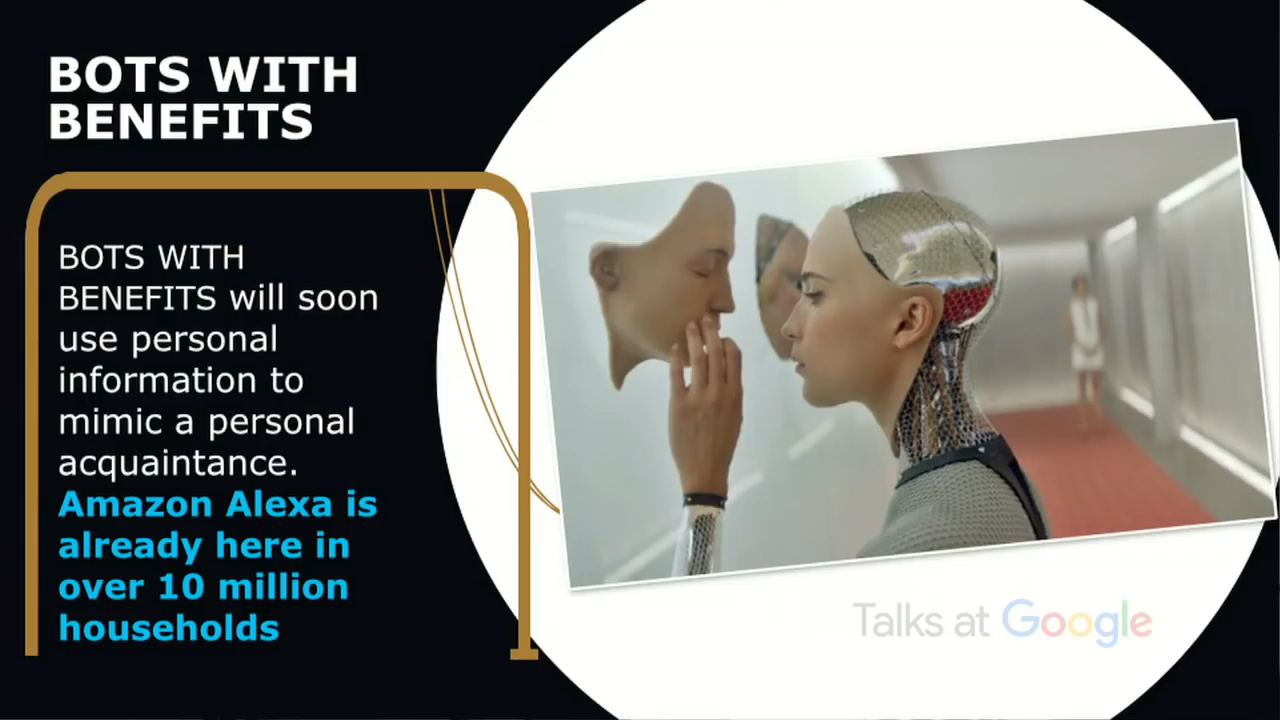 BOTS WITH
BENEFITS
BOTS WITH
BENEFITS will soon
use personal
information to
mimic a personal
acquaintance.
Amazon Alexa is
already here in
over 10 million
households
Talks at Google